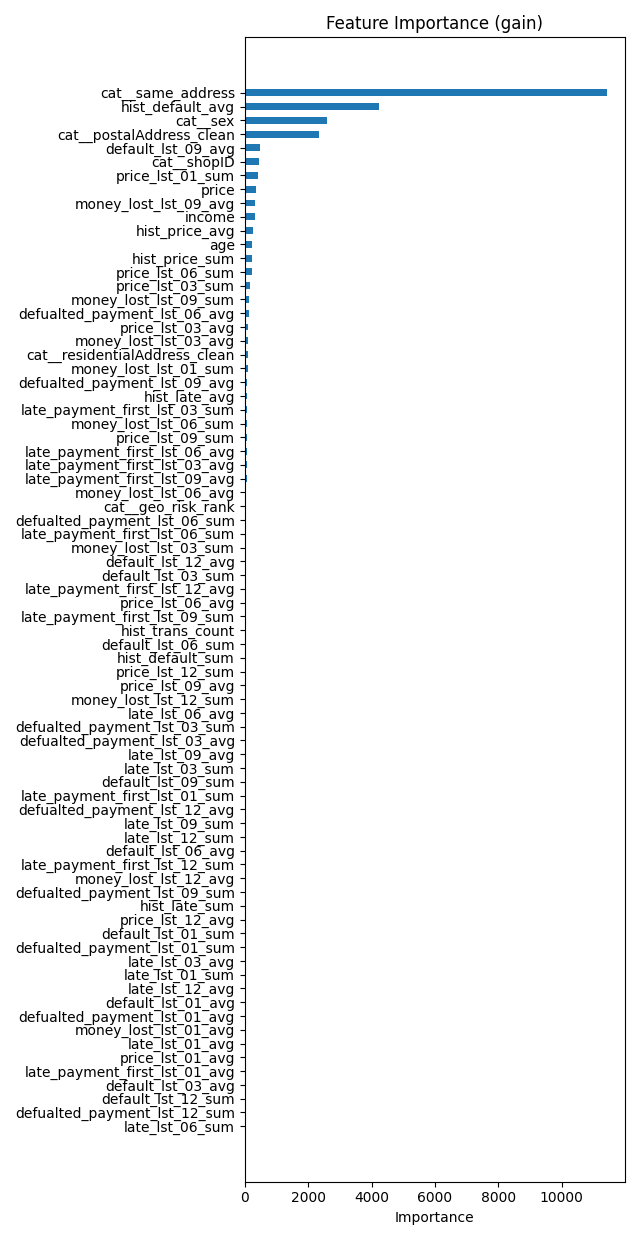 Feature Importance (gain)
cat__same_address
hist_default_avg
cat__sex
cat__postalAddress_clean
default_lst_09_avg
cat__shopID
price_lst_01_sum
price
money_lost_lst_09_avg
income
hist_price_avg
age
hist_price_sum
price_lst_06_sum
price_lst_03_sum
money_lost_lst_09_sum
defualted_payment_lst_06_avg
price_lst_03_avg
money_lost_lst_03_avg
cat__residentialAddress_clean
money_lost_lst_01_sum
defualted_payment_lst_09_avg
hist_late_avg
late_payment_first_lst_03_sum
money_lost_lst_06_sum
price_lst_09_sum
late_payment_first_lst_06_avg
late_payment_first_lst_03_avg
late_payment_first_lst_09_avg
money_lost_lst_06_avg
cat__geo_risk_rank
defualted_payment_lst_06_sum
late_payment_first_lst_06_sum
money_lost_lst_03_sum
default_lst_12_avg
default_lst_03_sum
late_payment_first_lst_12_avg
price_lst_06_avg
late_payment_first_lst_09_sum
hist_trans_count
default_lst_06_sum
hist_default_sum
price_lst_12_sum
price_lst_09_avg
money_lost_lst_12_sum
late_lst_06_avg
defualted_payment_lst_03_sum
defualted_payment_lst_03_avg
late_lst_09_avg
late_lst_03_sum
default_lst_09_sum
late_payment_first_lst_01_sum
defualted_payment_lst_12_avg
late_lst_09_sum
late_lst_12_sum
default_lst_06_avg
late_payment_first_lst_12_sum
money_lost_lst_12_avg
defualted_payment_lst_09_sum
hist_late_sum
price_lst_12_avg
default_lst_01_sum
defualted_payment_lst_01_sum
late_lst_03_avg
late_lst_01_sum
late_lst_12_avg
default_lst_01_avg
defualted_payment_lst_01_avg
money_lost_lst_01_avg
late_lst_01_avg
price_lst_01_avg
late_payment_first_lst_01_avg
default_lst_03_avg
default_lst_12_sum
defualted_payment_lst_12_sum
late_lst_06_sum
0 2000 4000 6000 8000 10000
Importance